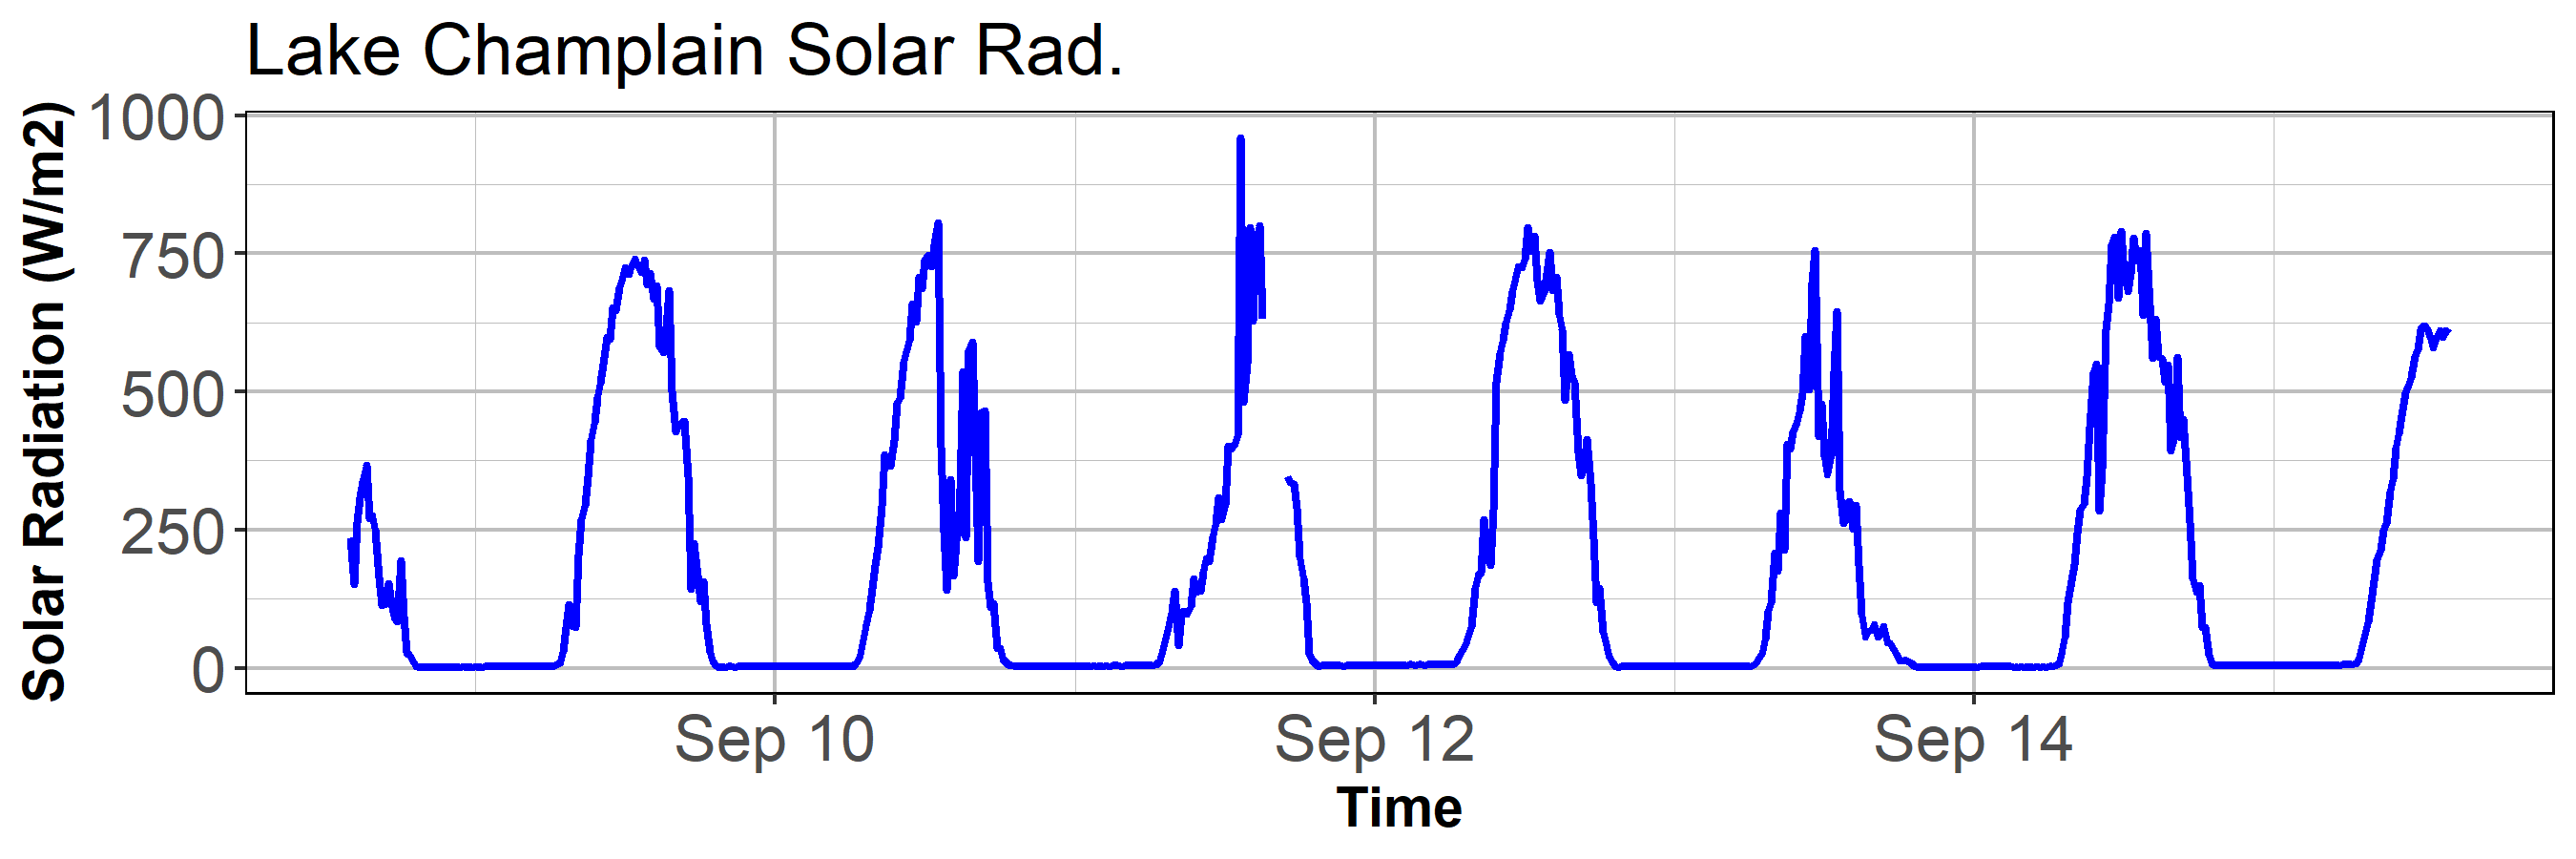 Lake Champlain Solar Rad.
Solar Radiation (W/m2)
1000
750
500
250
0
Sep 10
Sep 12
Sep 14
Time